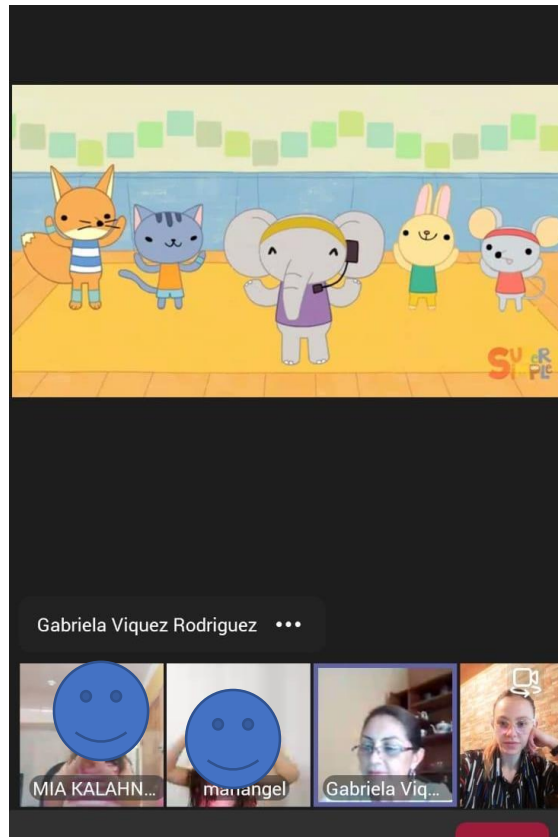 SUPER
SIMPLE
Gabriela Viquez Rodriguez •••
MIA KALAHN...
mariangel
Gabriela Viq...